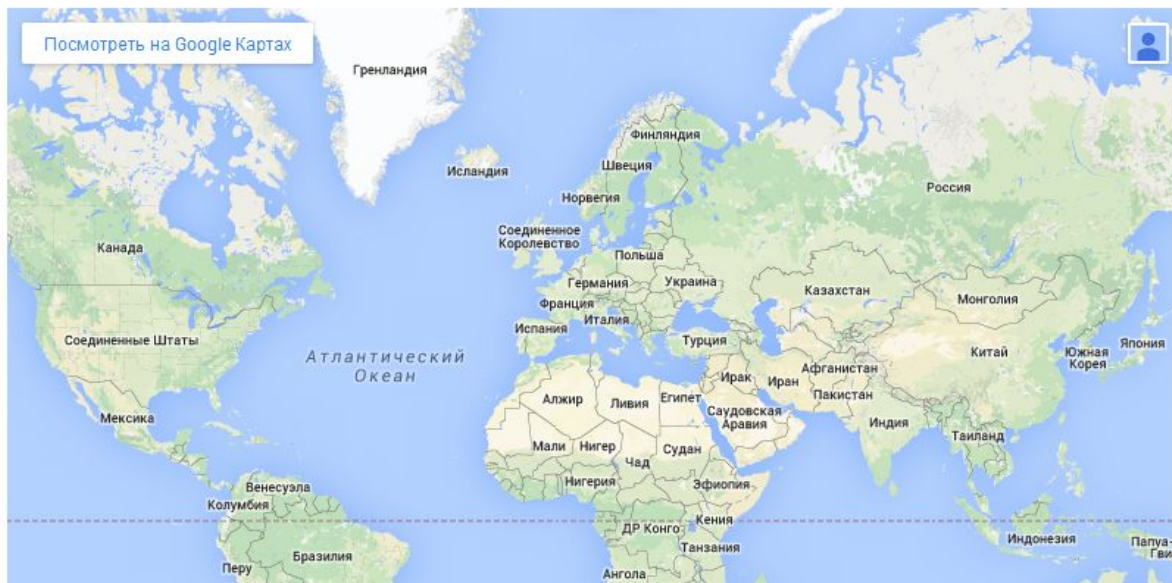 Посмотреть на Google Картах
Гренландия
Финляндия
Исландия
Швеция
Норвегия
Россия
Соединенное
Королевство
Канада
Польша
Германия
Украина
Казахстан
Монголия
Франция
Италия
Испания
Турция
Соединенные Штаты
Атлантический
Океан
Китай
Южная
Корея
Япония
Афганистан
Ирак
Иран
Пакистан
Алжир
Ливия
Египет
Саудовская
Аравия
Мексика
Индия
Таиланд
Мали
Нигер
Чад
Судан
Нигерия
Эфиопия
Венесуэла
Колумбия
ДР Конго
Кения
Танзания
Индонезия
Папуа-
Гви
Бразилия
Перу
Ангола